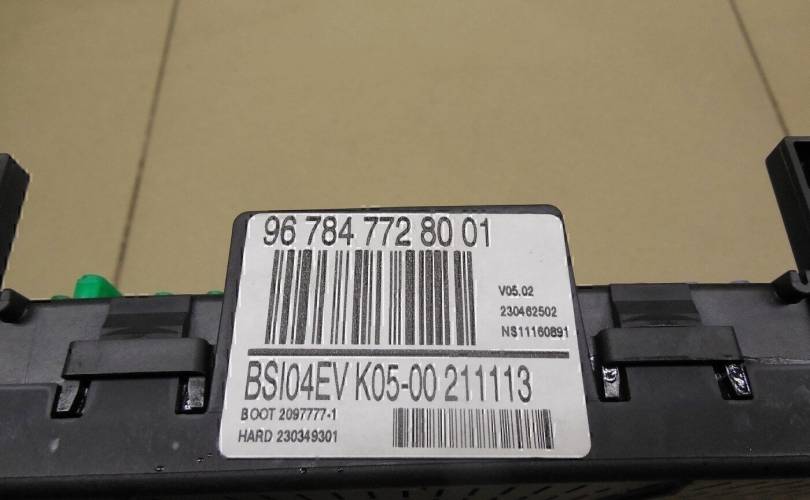 96 784 772 80 01
V05.02
230462502
NS11160891
BSI04EV K05-00 211113
BOOT 2097777-1
HARD 230349301